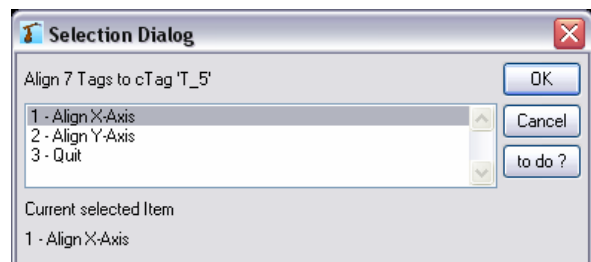 Selection Dialog
Align 7 Tags to cTag 'T_5'
OK
1 - Align X-Axis
2 - Align Y-Axis
3 - Quit
Cancel
to do ?
Current selected Item
1 - Align X-Axis